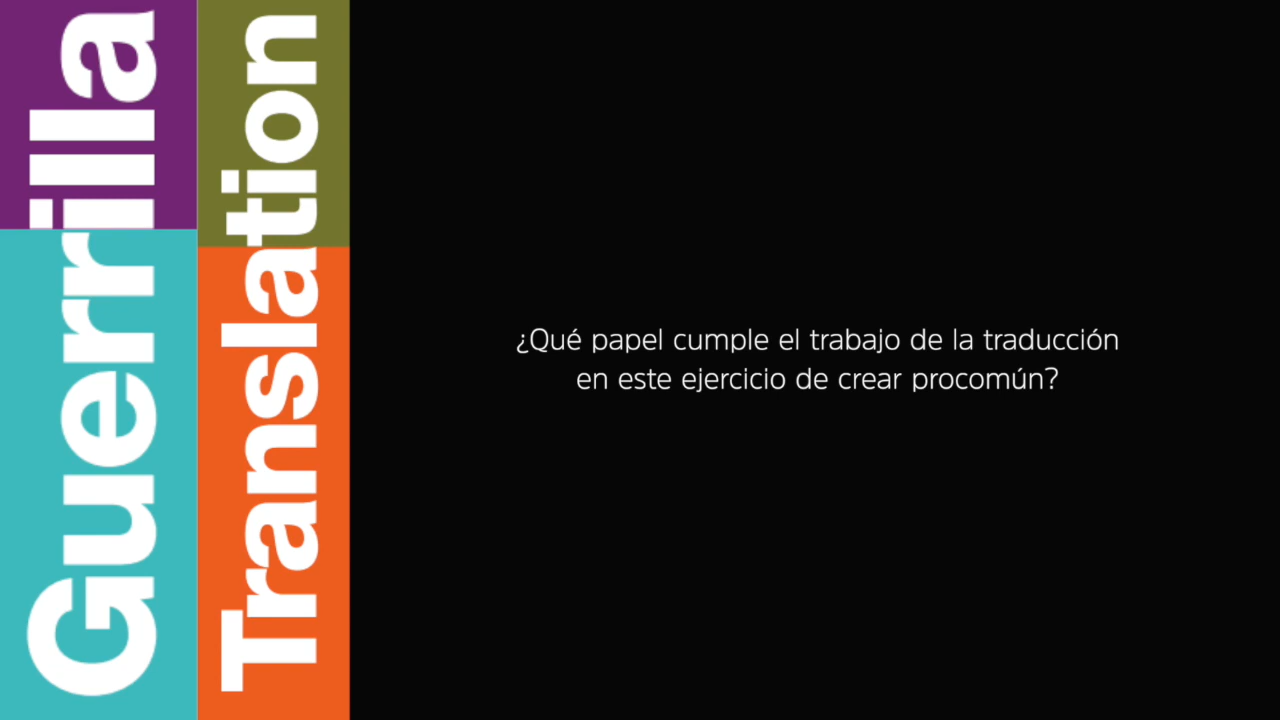 Guerrilla
Translation
¿Qué papel cumple el trabajo de la traducción
en este ejercicio de crear procomún?